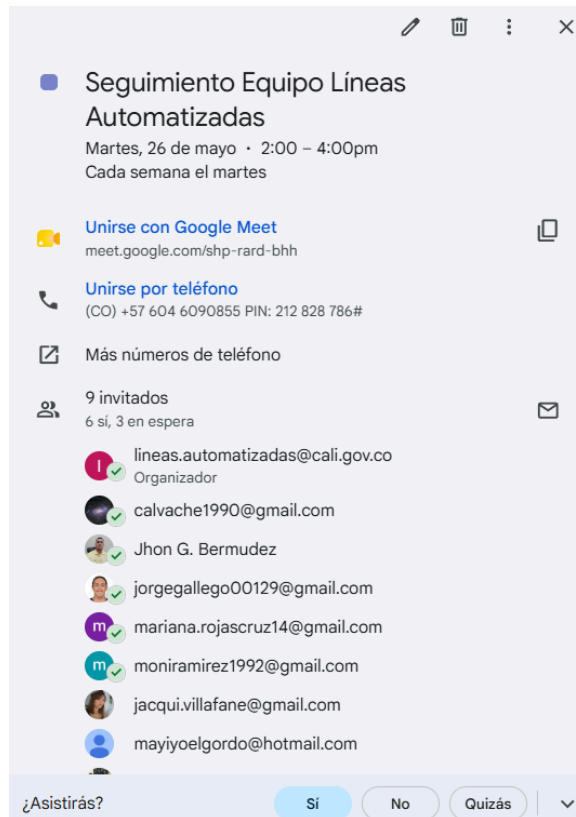 Seguimiento Equipo Líneas
Automatizadas
Martes, 26 de mayo · 2:00 – 4:00pm
Cada semana el martes
Unirse con Google Meet
meet.google.com/shp-rard-bhh
Unirse por teléfono
(CO) +57 604 6090855 PIN: 212 828 786#
Más números de teléfono
9 invitados
6 sí, 3 en espera
l
lineas.automatizadas@cali.gov.co
Organizador
calvache1990@gmail.com
Jhon G. Bermudez
jorgegallego00129@gmail.com
m
mariana.rojascruz14@gmail.com
m
moniramirez1992@gmail.com
jacqui.villafane@gmail.com
mayiyoelgordo@hotmail.com
¿Asistirás?
Sí
No
Quizás